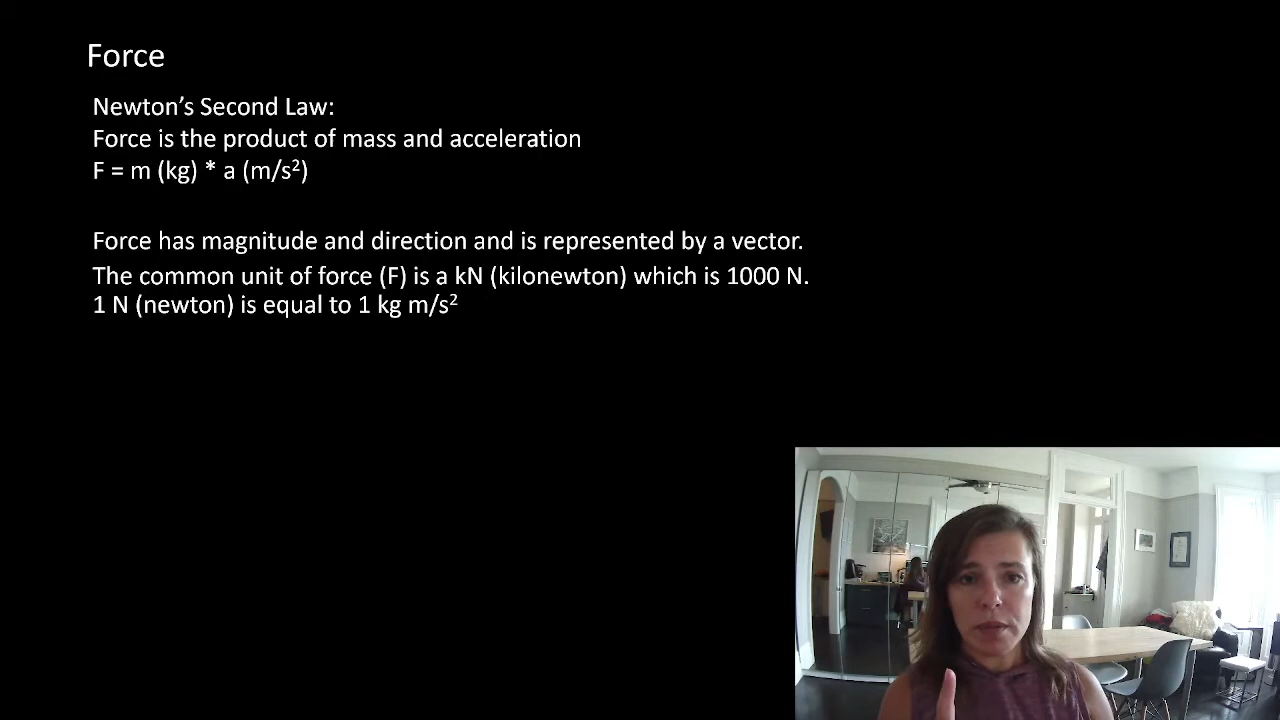 Force
Newton’s Second Law:
Force is the product of mass and acceleration
F = m (kg) * a (m/s²)
Force has magnitude and direction and is represented by a vector.
The common unit of force (F) is a kN (kilonewton) which is 1000 N.
1 N (newton) is equal to 1 kg m/s²